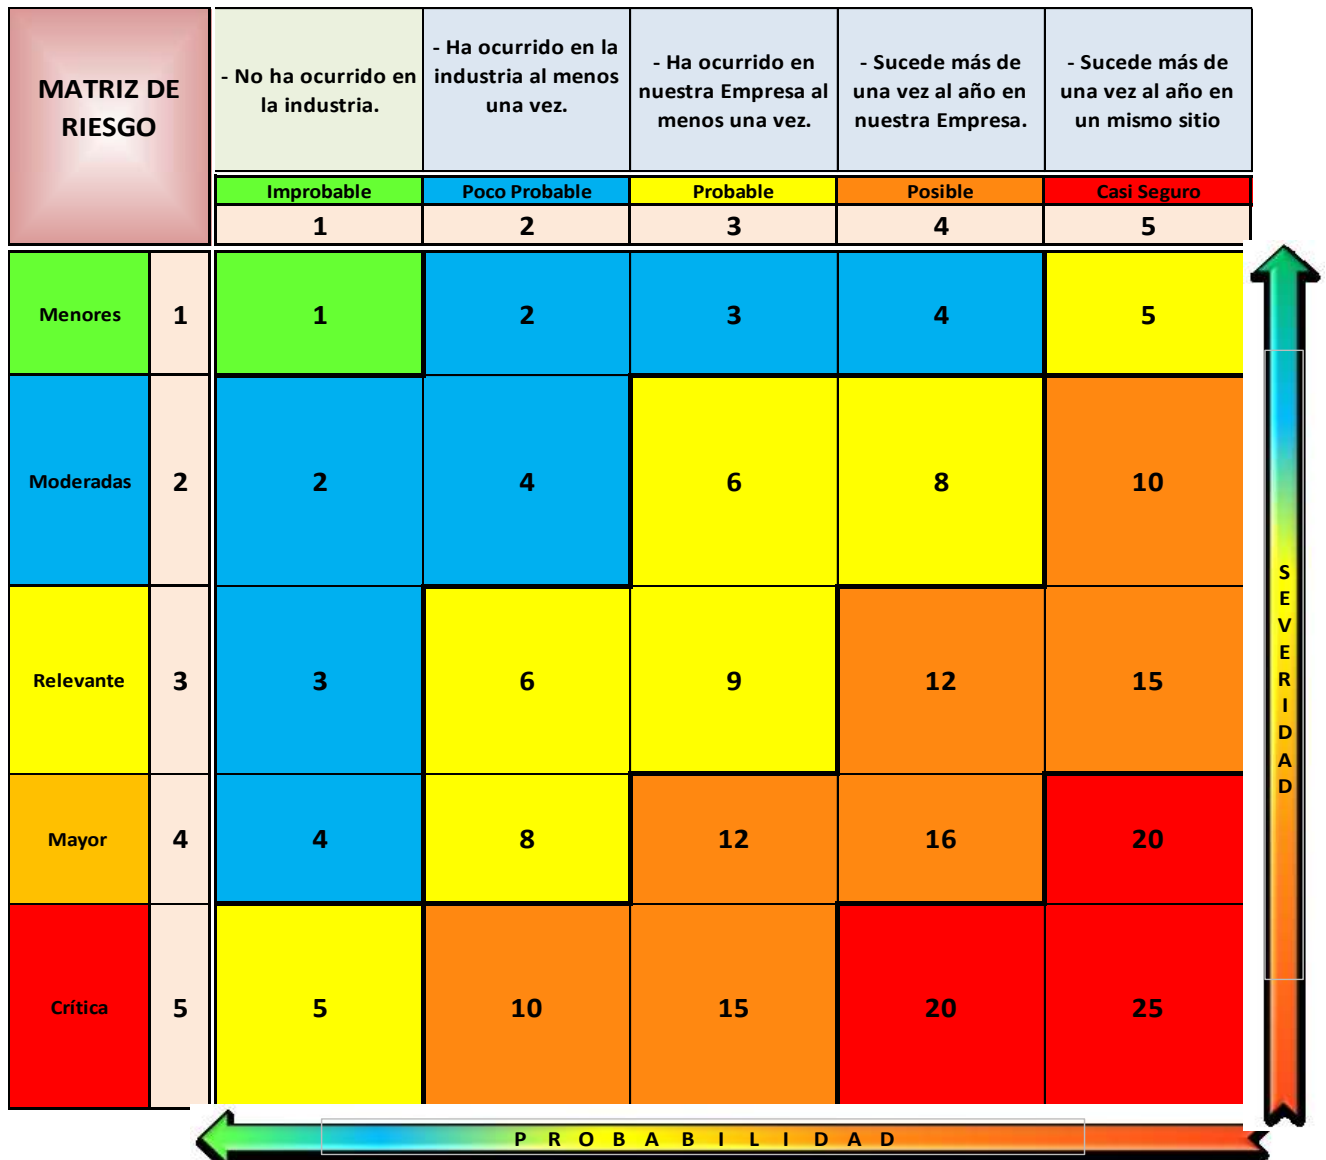 MATRIZ DE
RIESGO
- No ha ocurrido en
la industria.
- Ha ocurrido en la
industria al menos
una vez.
- Ha ocurrido en
nuestra Empresa al
menos una vez.
- Sucede más de
una vez al año en
nuestra Empresa.
- Sucede más de
una vez al año en
un mismo sitio
Improbable Poco Probable Probable Posible Casi Seguro
1 2 3 4 5
Menores 1 1 2 3 4 5
Moderadas 2 2 4 6 8 10
Relevante 3 3 6 9 12 15
Mayor 4 4 8 12 16 20
Crítica 5 5 10 15 20 25
SEVERIDAD
PROBABILIDAD